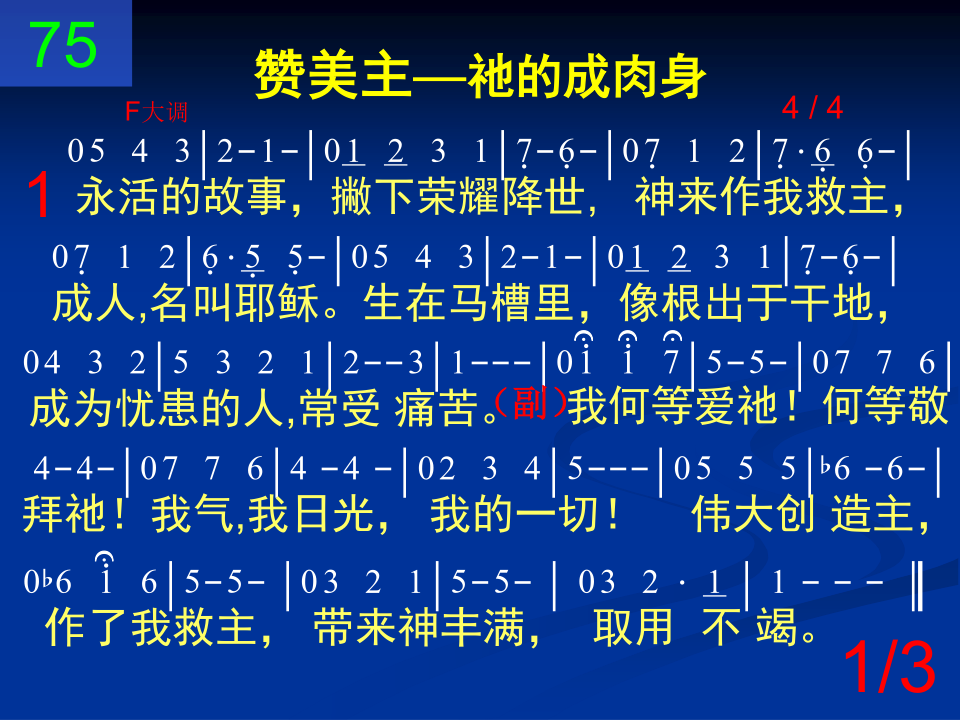 75
赞美主—祂的成肉身
F大调
4 / 4
05 4 3|2-1-|01 2 3 1|7̣-6̣-|07̣ 1 2|7̣·6̣ 6̣-|
1
永活的故事，撇下荣耀降世， 神来作我救主，
07̣ 1 2|6̣·5̣ 5̣-|05 4 3|2-1-|01 2 3 1|7̣-6̣-|
成人,名叫耶稣。生在马槽里，像根出于干地，
04 3 2|5 3 2 1|2--3|1---|0i i 7|5-5-|07 7 6|
成为忧患的人,常受 痛苦。（副）我何等爱祂！何等敬
4-4-|07 7 6|4 -4 -|02 3 4|5---|05 5 5|♭6 -6-|
拜祂！我气,我日光， 我的一切！ 伟大创 造主，
0♭6 i 6|5-5- |03 2 1|5-5- | 03 2 · 1 | 1 - - - ‖
作了我救主， 带来神丰满， 取用 不 竭。
1/3